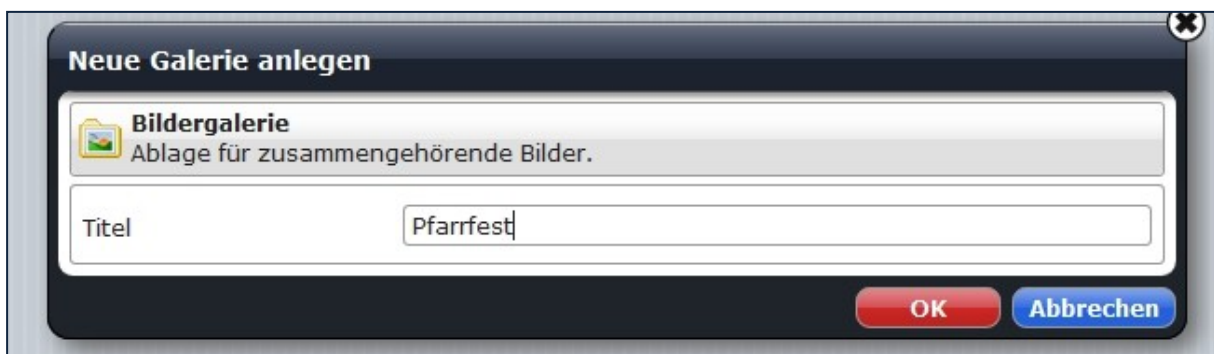 Neue Galerie anlegen
Bildergalerie
Ablage für zusammengehörende Bilder.
Titel
Pfarrfest
OK
Abbrechen